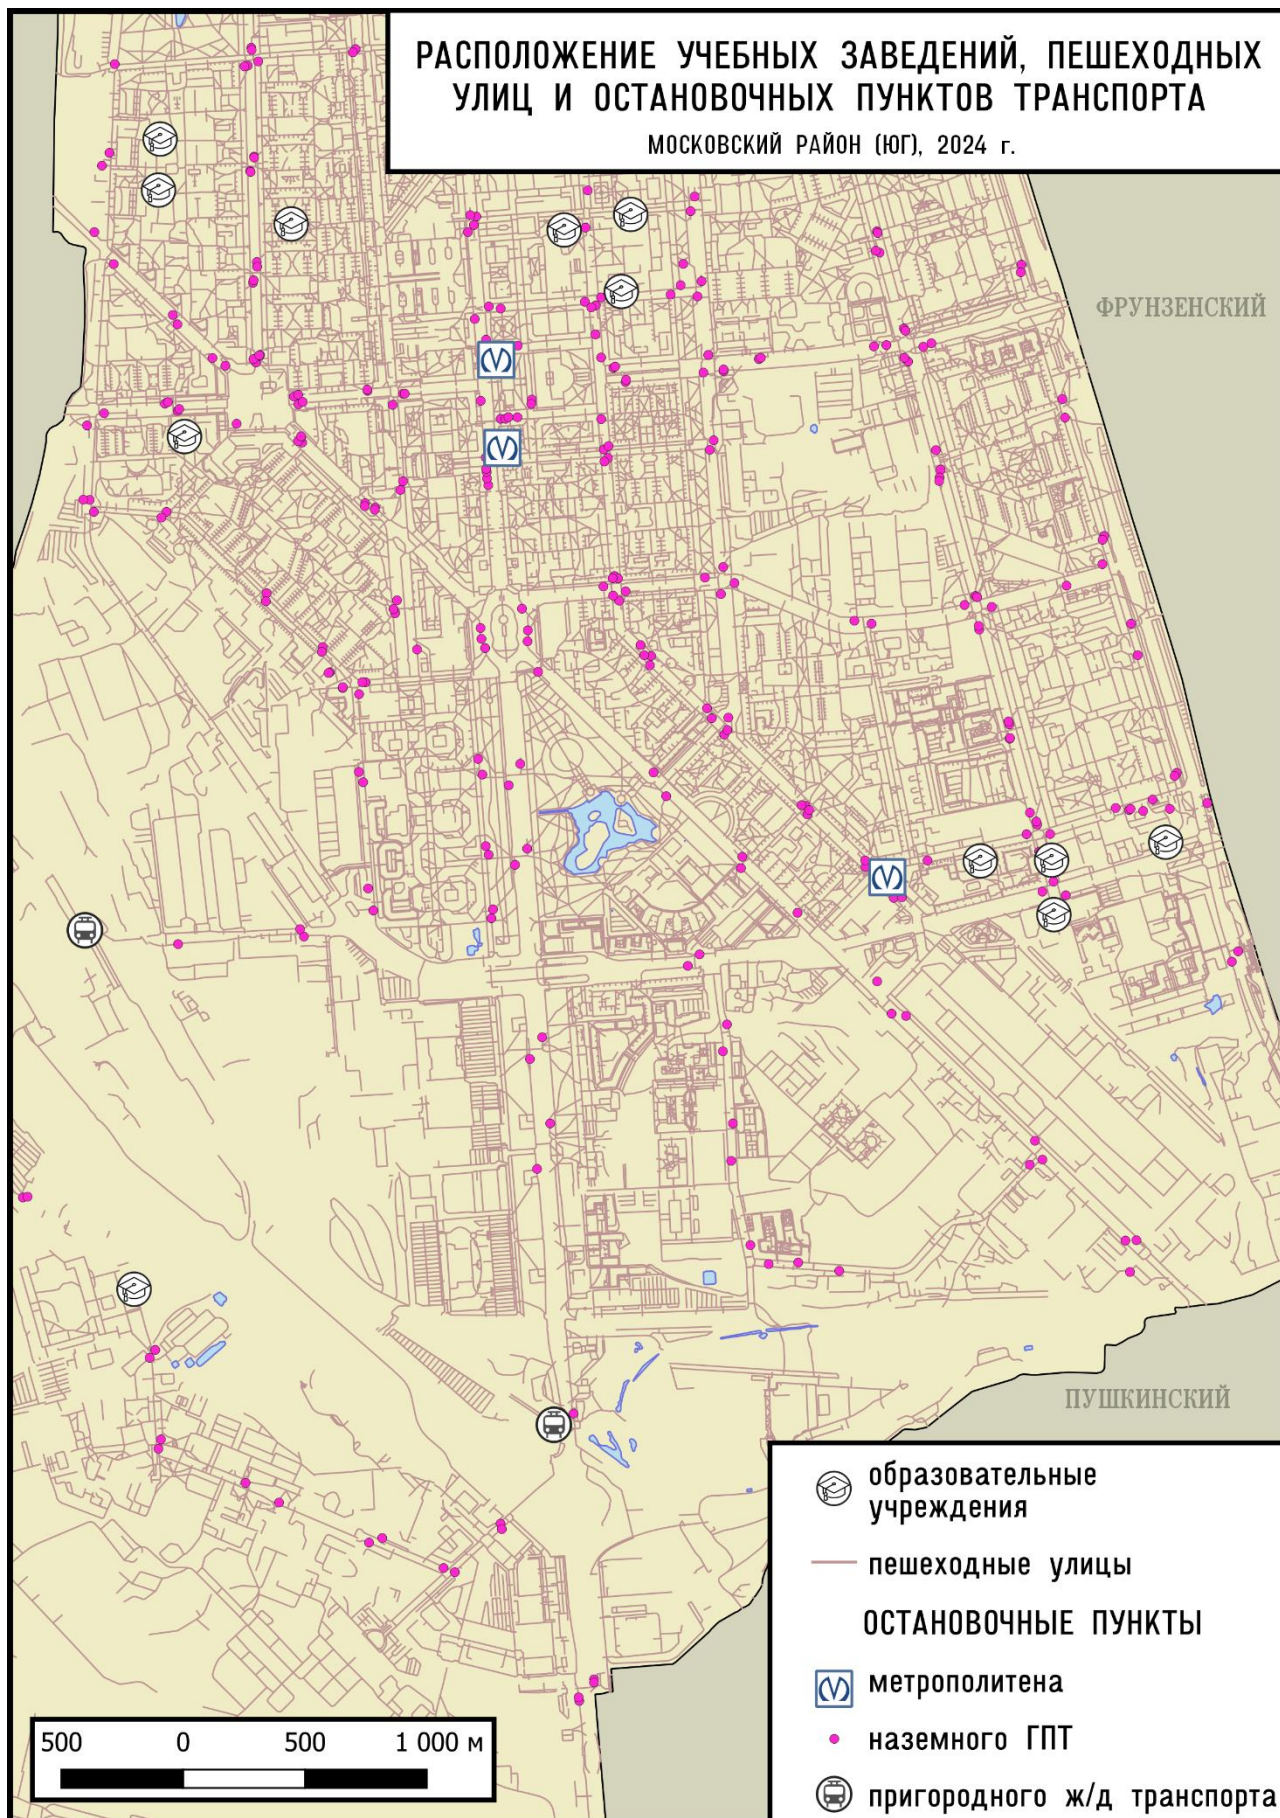 РАСПОЛОЖЕНИЕ УЧЕБНЫХ ЗАВЕДЕНИЙ, ПЕШЕХОДНЫХ
УЛИЦ И ОСТАНОВОЧНЫХ ПУНКТОВ ТРАНСПОРТА
МОСКОВСКИЙ РАЙОН (ЮГ), 2024 г.
ФРУНЗЕНСКИЙ
ПУШКИНСКИЙ
образовательные
учреждения
пешеходные улицы
ОСТАНОВОЧНЫЕ ПУНКТЫ
метрополитена
наземного ГПТ
пригородного ж/д транспорта
500 0 500 1 000 м